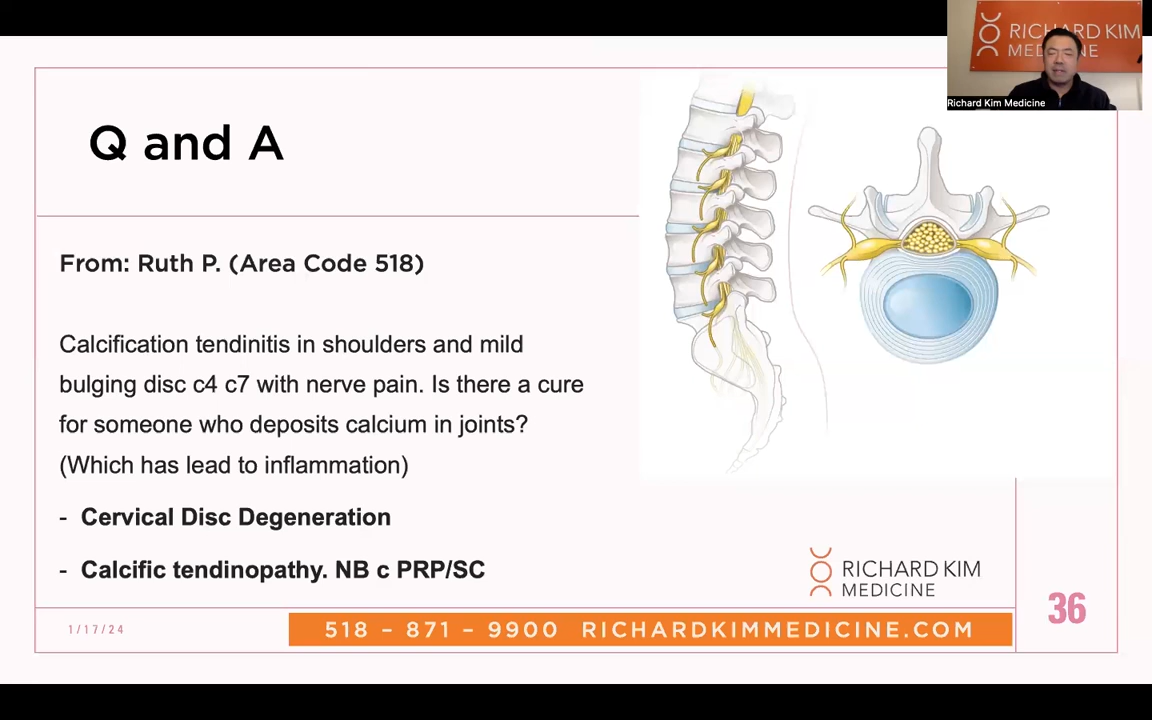 RICHARD KIM
MEDICINE
Richard Kim Medicine
Q and A
From: Ruth P. (Area Code 518)
Calcification tendinitis in shoulders and mild
bulging disc c4 c7 with nerve pain. Is there a cure
for someone who deposits calcium in joints?
(Which has lead to inflammation)
- Cervical Disc Degeneration
- Calcific tendinopathy. NB c PRP/SC
RICHARD KIM
MEDICINE
36
1/17/24
518 – 871 – 9900 RICHARDKIMMEDICINE.COM